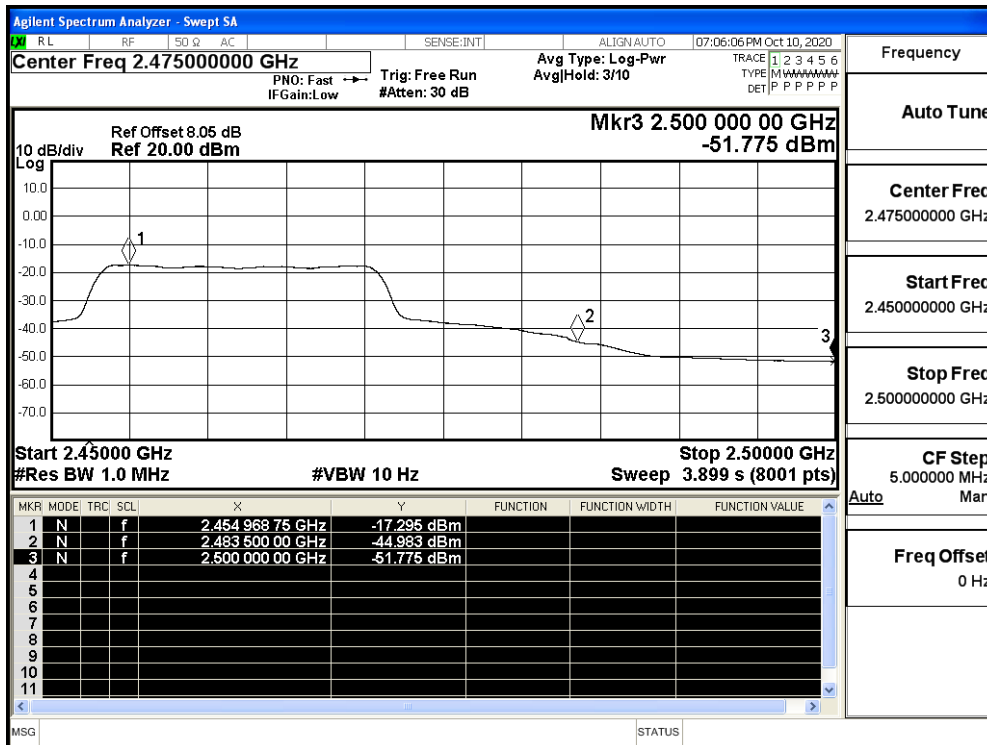 Agilent Spectrum Analyzer - Swept SA
LXI RL RF 50 Ω AC SENSE:INT ALIGN AUTO 07:06:06 PM Oct 10, 2020
Center Freq 2.475000000 GHz
Avg Type: Log-Pwr
TRACE 1 2 3 4 5 6
PNO: Fast Trig: Free Run
Avg|Hold: 3/10
TYPE M
IFGain:Low #Atten: 30 dB
DET P P P P P P
Mkr3 2.500 000 00 GHz
-51.775 dBm
Ref Offset 8.05 dB
10 dB/div Ref 20.00 dBm
Log
10.0
0.00
-10.0
-20.0
-30.0
-40.0
-50.0
-60.0
-70.0
1
2
3
Start 2.45000 GHz Stop 2.50000 GHz
#Res BW 1.0 MHz #VBW 10 Hz Sweep 3.899 s (8001 pts)
MKR MODE TRC SCL X Y FUNCTION FUNCTION WIDTH FUNCTION VALUE
1 N f 2.454 968 75 GHz -17.295 dBm
2 N f 2.483 500 00 GHz -44.983 dBm
3 N f 2.500 000 00 GHz -51.775 dBm
4
5
6
7
8
9
10
11
MSG STATUS
Frequency
Auto Tune
Center Freq
2.475000000 GHz
Start Freq
2.450000000 GHz
Stop Freq
2.500000000 GHz
CF Step
5.000000 MHz
Auto Man
Freq Offset
0 Hz